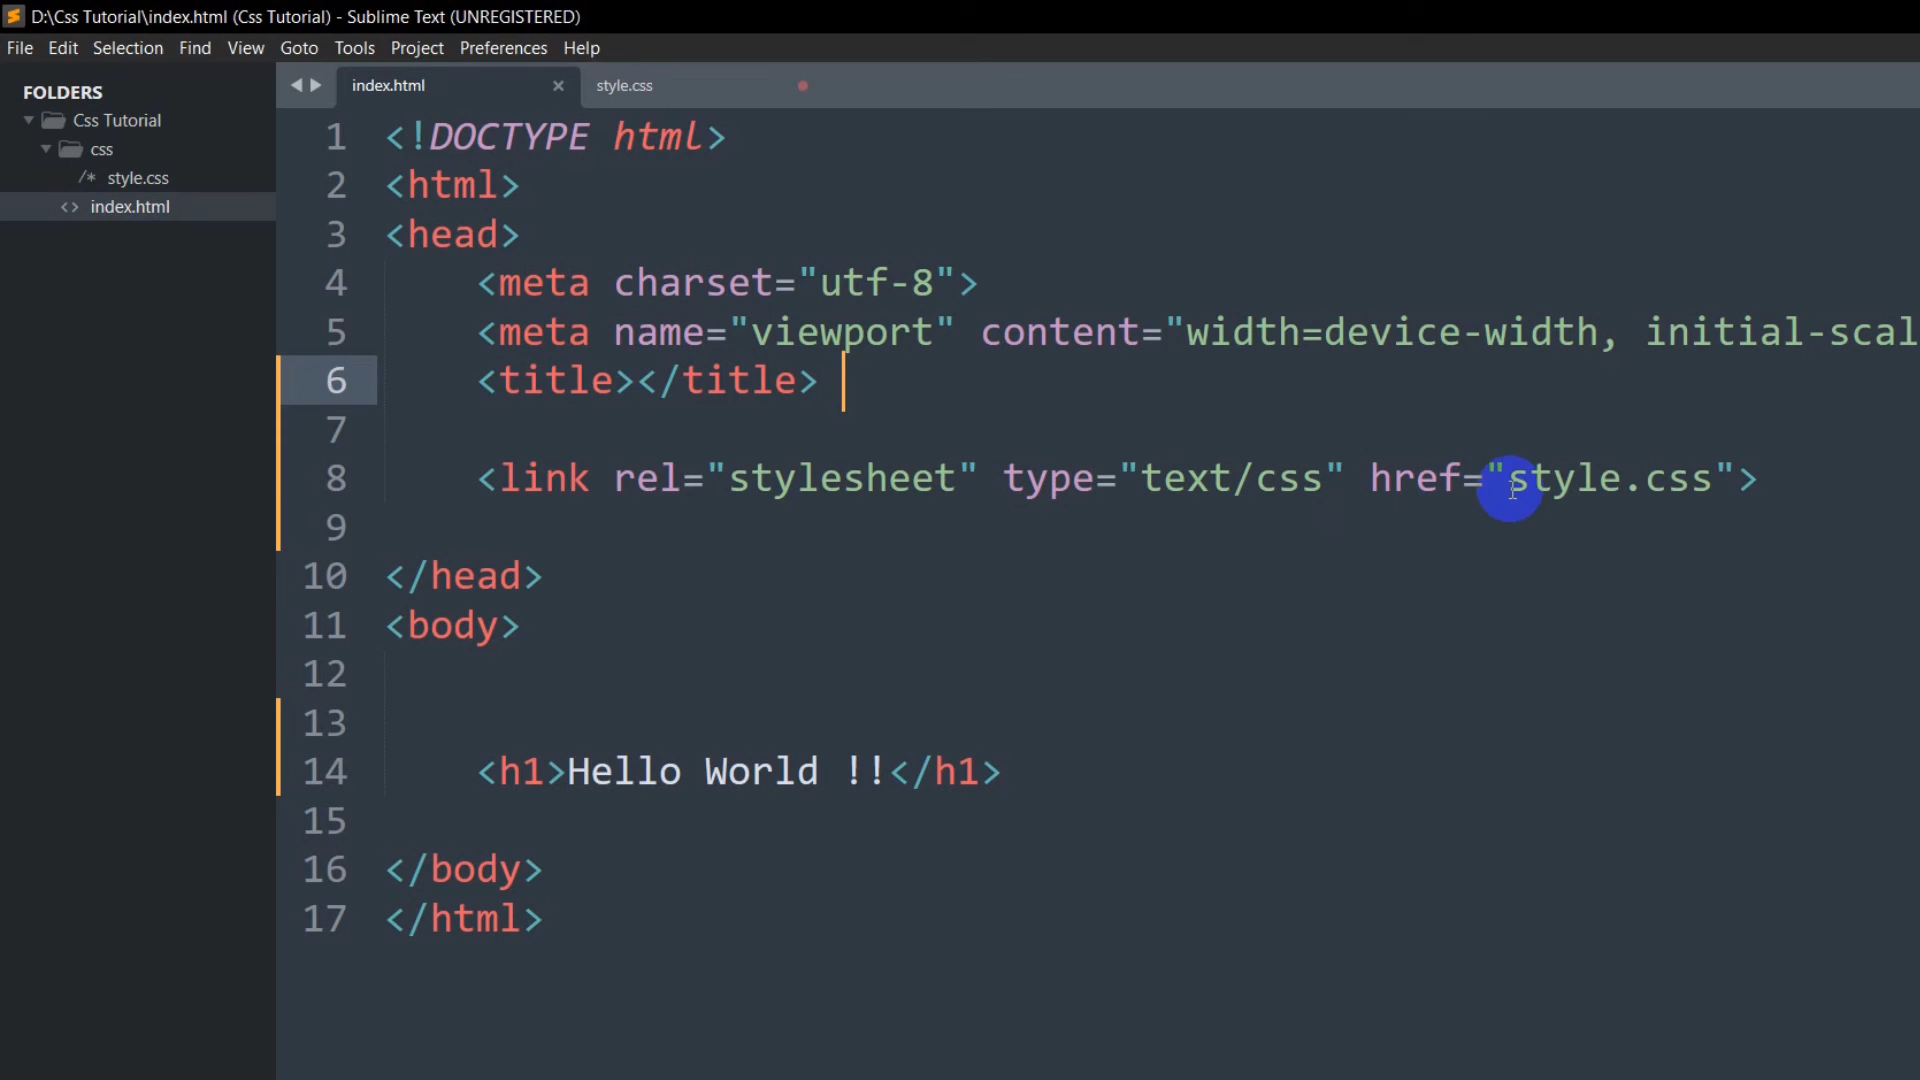 D:\Css Tutorial\index.html (Css Tutorial) - Sublime Text (UNREGISTERED)
File Edit Selection Find View Goto Tools Project Preferences Help
FOLDERS
Css Tutorial
css
/* style.css
<> index.html
index.html style.css
1 <!DOCTYPE html>
2 <html>
3 <head>
4 <meta charset="utf-8">
5 <meta name="viewport" content="width=device-width, initial-scal
6 <title></title>
7
8 <link rel="stylesheet" type="text/css" href="style.css">
9
10 </head>
11 <body>
12
13
14 <h1>Hello World !!</h1>
15
16 </body>
17 </html>